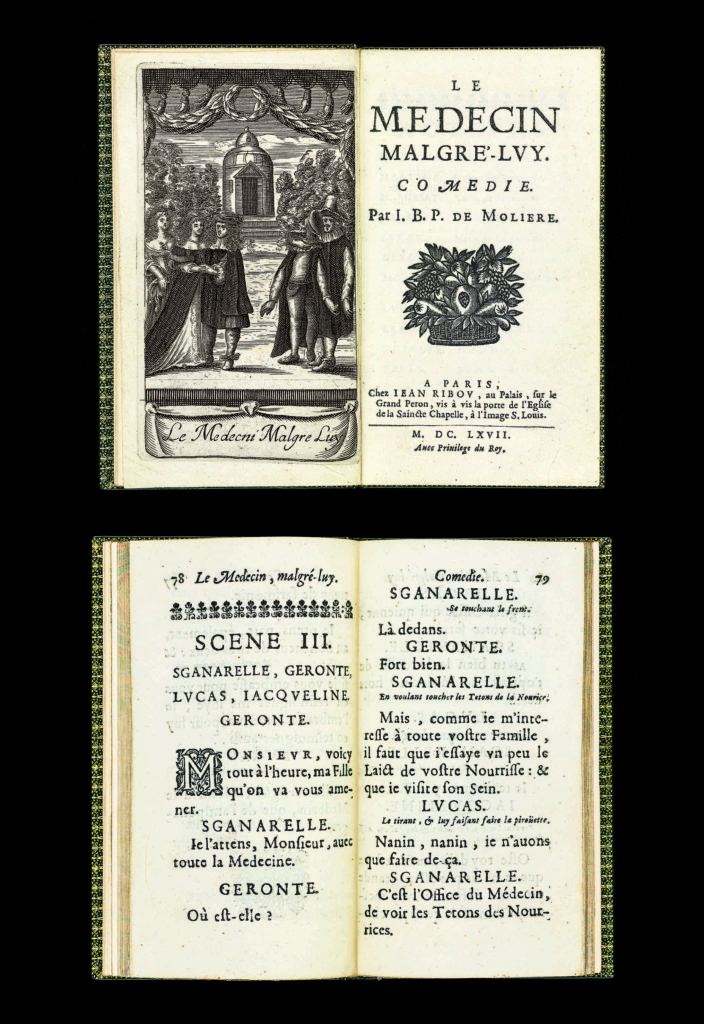 Le Medecni Malgre Luy
LE
MEDECIN
MALGRE'-LVY.
COMEDIE.
Par I. B. P. DE MOLIERE.
A PARIS,
Chez IEAN RIBOV, au Palais, ſur le
Grand Peron, vis à vis la porte de l'Egliſe
de la Saincte Chapelle, à l'Image S. Louis.
M. DC. LXVII.
Auec Priuilege du Roy.
78 Le Medecin, malgré-luy.
SCENE III.
SGANARELLE, GERONTE,
LVCAS, IACQVELINE.
GERONTE.
MONSIEVR, voicy
tout à l'heure, ma Fille
qu'on va vous ame-
ner.
SGANARELLE.
Ie l'attens, Monſieur, auec
toute la Medecine.
GERONTE.
Où eſt-elle ?
Comedie. 79
SGANARELLE.
Se touchant le front.
Là dedans.
GERONTE.
Fort bien.
SGANARELLE.
En voulant toucher les Tetons de la Nourice.
Mais, comme ie m'inte-
reſſe à toute voſtre Famille,
il faut que i'eſſaye vn peu le
Laict de voſtre Nourriſſe : &
que ie viſite ſon Sein.
LVCAS.
Le tirant, & luy faiſant faire la piroüette.
Nanin, nanin, ie n'auons
que faire de ça.
SGANARELLE.
C'eſt l'Office du Médecin,
de voir les Tetons des Nour-
rices.